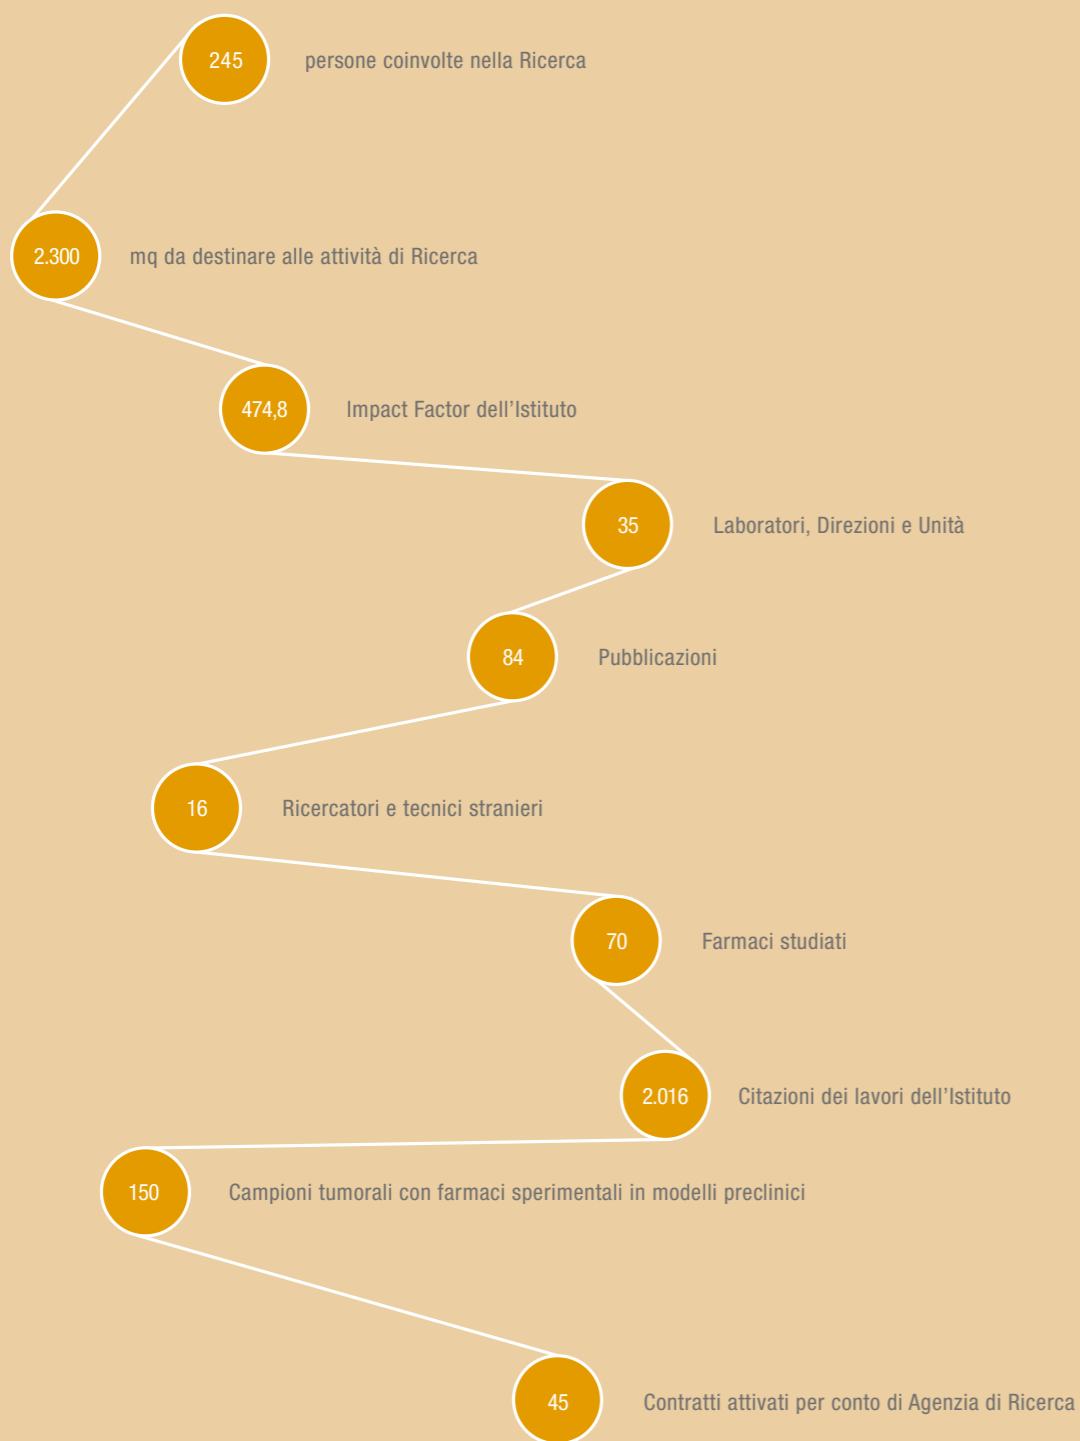 245 persone coinvolte nella Ricerca
2.300 mq da destinare alle attività di Ricerca
474,8 Impact Factor dell'Istituto
35 Laboratori, Direzioni e Unità
84 Pubblicazioni
16 Ricercatori e tecnici stranieri
70 Farmaci studiati
2.016 Citazioni dei lavori dell'Istituto
150 Campioni tumorali con farmaci sperimentali in modelli preclinici
45 Contratti attivati per conto di Agenzia di Ricerca